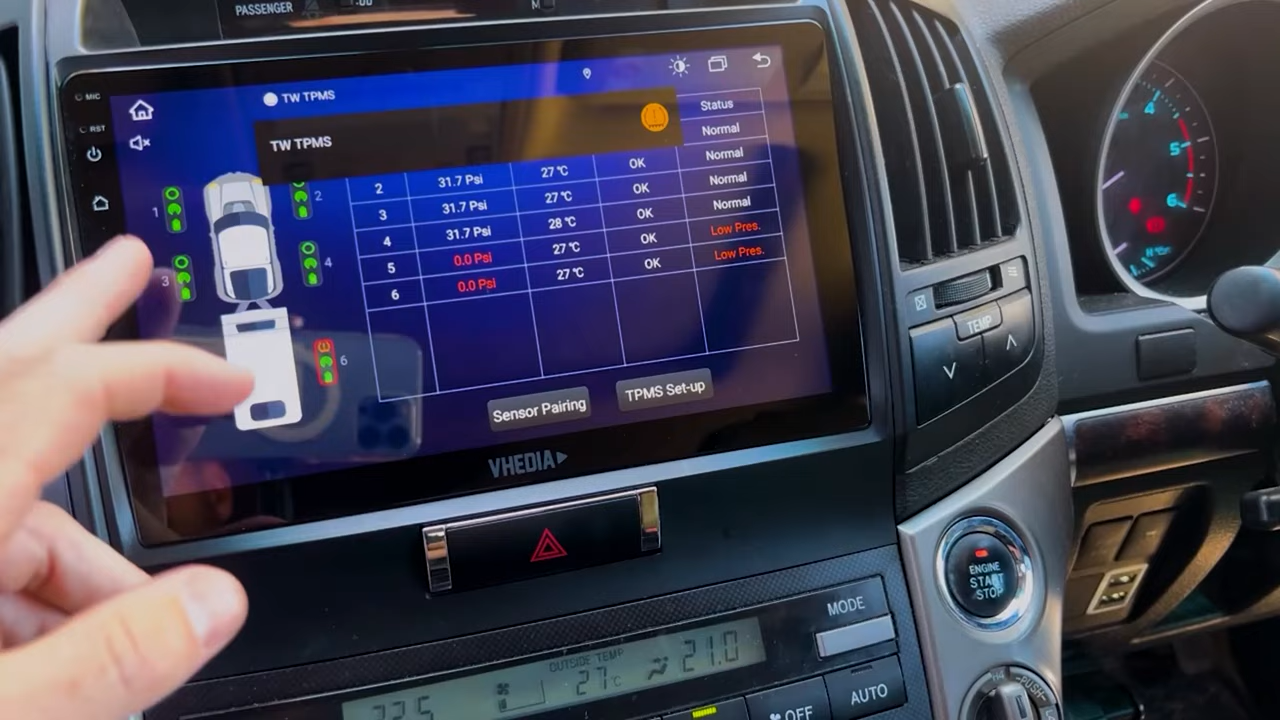 PASSENGER
MIC
RST
TW TPMS
TW TPMS
Status
Normal
2 31.7 Psi 27 ℃ OK Normal
3 31.7 Psi 27 ℃ OK Normal
4 31.7 Psi 28 ℃ OK Normal
5 0.0 Psi 27 ℃ OK Low Pres.
6 0.0 Psi 27 ℃ OK Low Pres.
1
2
3
4
6
Sensor Pairing
TPMS Set-up
VHEDIA
TEMP
4
5
6
ENGINE
START
STOP
MODE
OUTSIDE TEMP
27℃
21.0
OFF
AUTO
PUSH